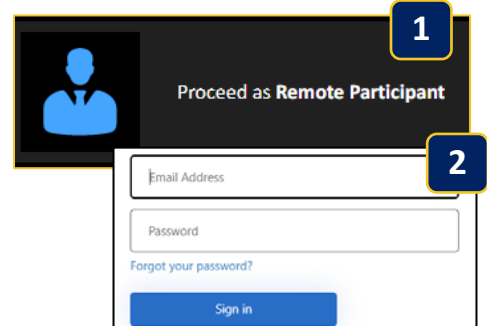 1
Proceed as Remote Participant
2
Email Address
Password
Forgot your password?
Sign in